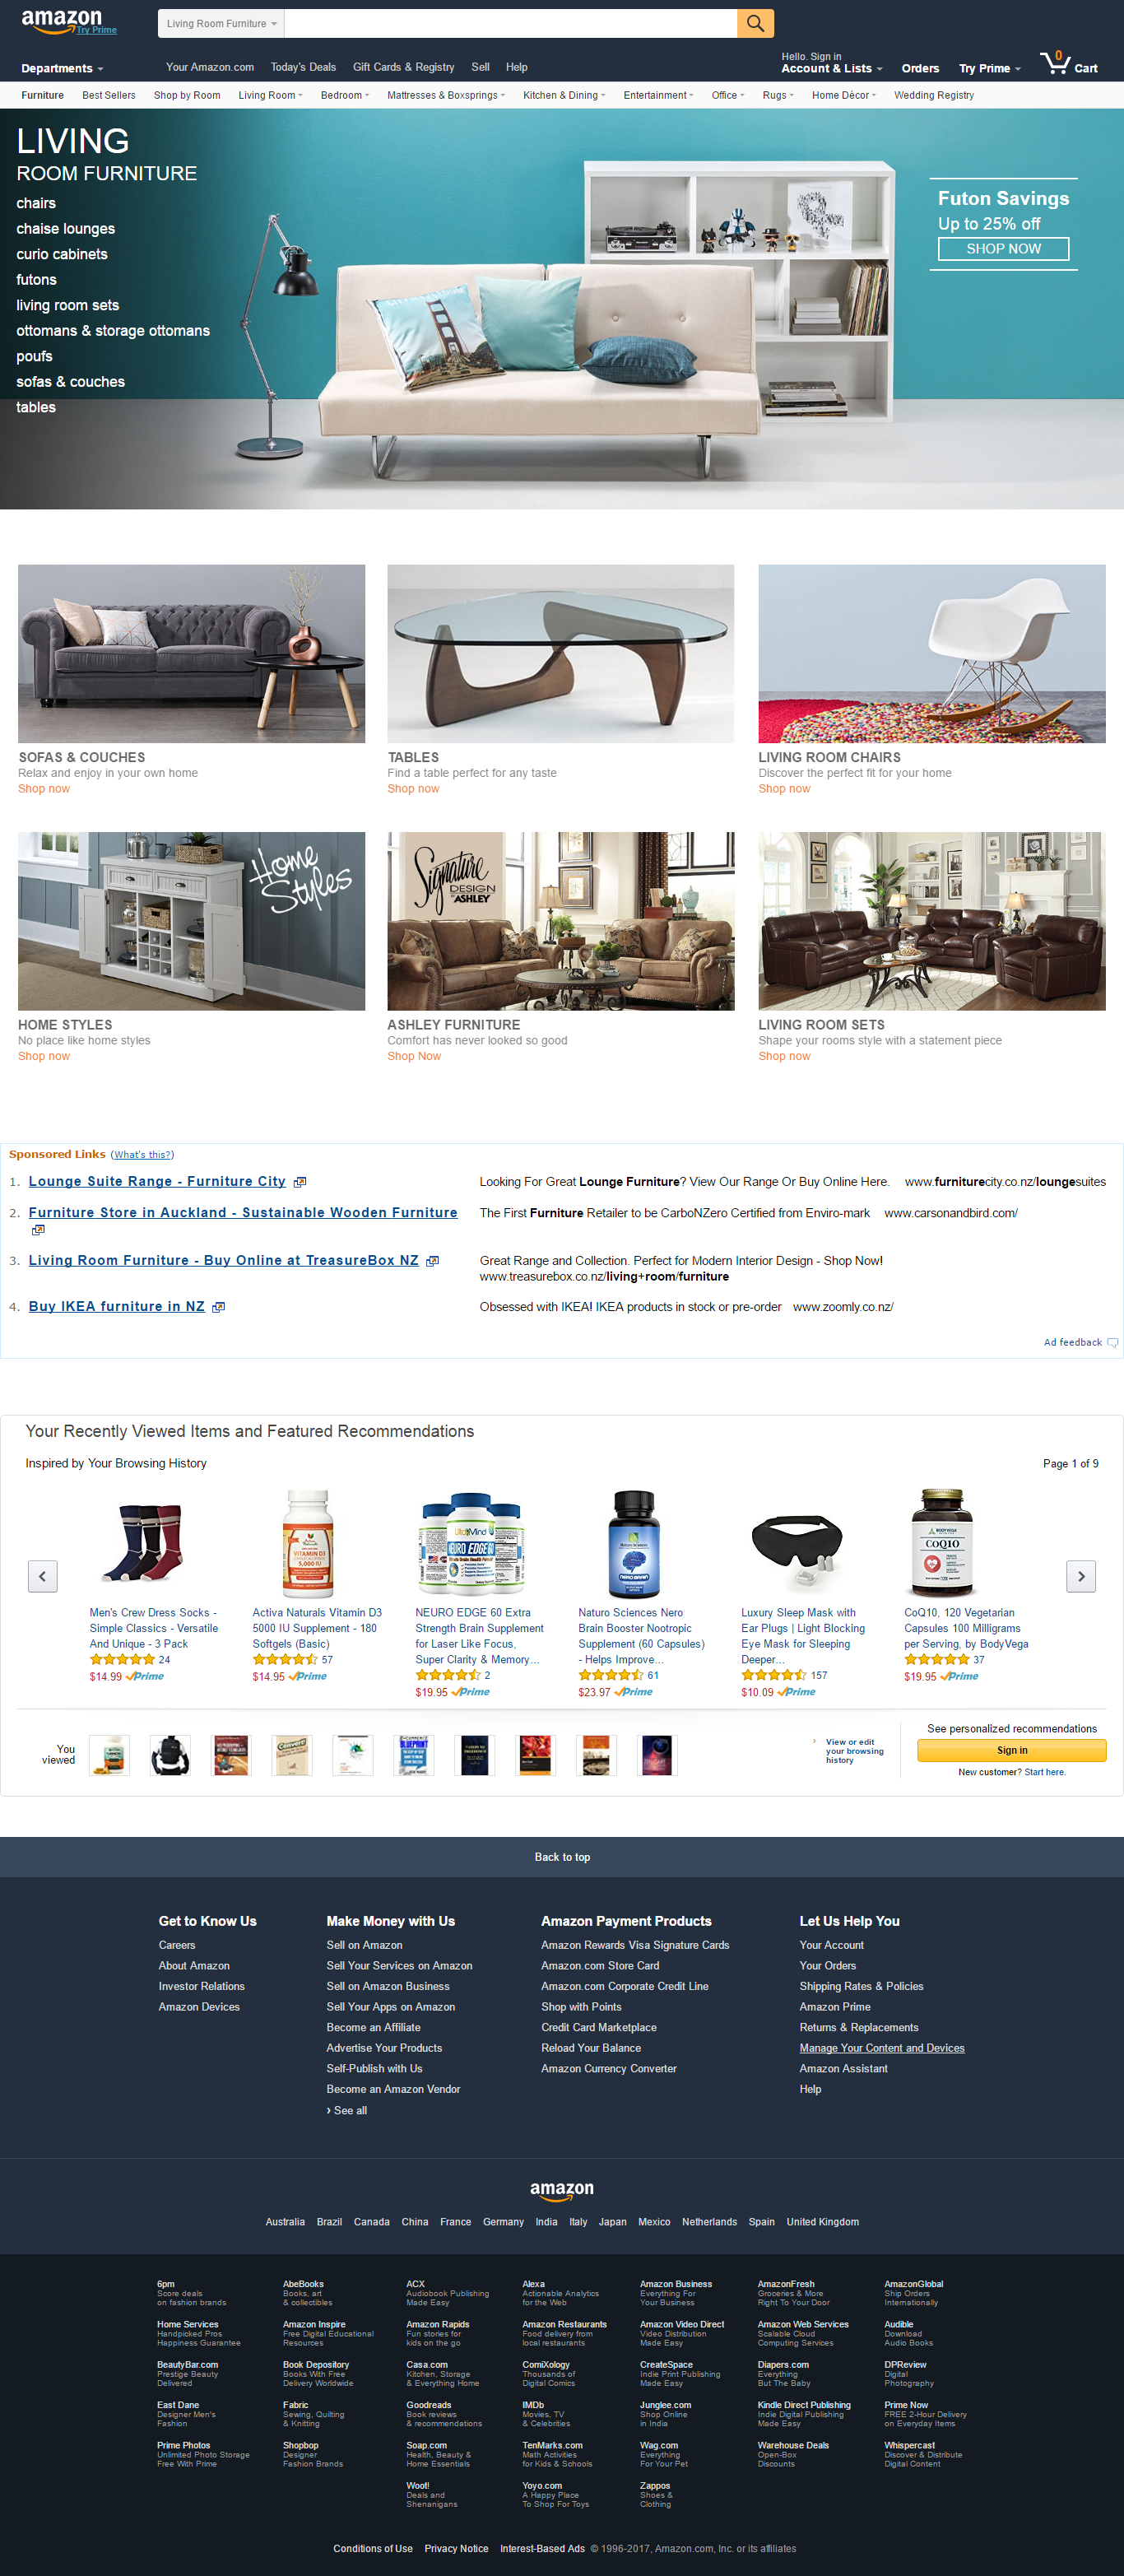 amazon
Try Prime
Living Room Furniture
Departments
Your Amazon.com Today's Deals Gift Cards & Registry Sell Help
Hello. Sign in
Account & Lists Orders Try Prime 0 Cart
Furniture Best Sellers Shop by Room Living Room Bedroom Mattresses & Boxsprings Kitchen & Dining Entertainment Office Rugs Home Décor Wedding Registry
LIVING
ROOM FURNITURE
chairs
chaise lounges
curio cabinets
futons
living room sets
ottomans & storage ottomans
poufs
sofas & couches
tables
Futon Savings
Up to 25% off
SHOP NOW
SOFAS & COUCHES
Relax and enjoy in your own home
Shop now
TABLES
Find a table perfect for any taste
Shop now
LIVING ROOM CHAIRS
Discover the perfect fit for your home
Shop now
Home
Styles
HOME STYLES
No place like home styles
Shop now
Signature
DESIGN
BY ASHLEY
ASHLEY FURNITURE
Comfort has never looked so good
Shop Now
LIVING ROOM SETS
Shape your rooms style with a statement piece
Shop now
Sponsored Links (What's this?)
1. Lounge Suite Range - Furniture City
Looking For Great Lounge Furniture? View Our Range Or Buy Online Here. www.furniturecity.co.nz/loungesuites
2. Furniture Store in Auckland - Sustainable Wooden Furniture
The First Furniture Retailer to be CarboNZero Certified from Enviro-mark www.carsonandbird.com/
3. Living Room Furniture - Buy Online at TreasureBox NZ
Great Range and Collection. Perfect for Modern Interior Design - Shop Now!
www.treasurebox.co.nz/living+room/furniture
4. Buy IKEA furniture in NZ
Obsessed with IKEA! IKEA products in stock or pre-order www.zoomly.co.nz/
Ad feedback
Your Recently Viewed Items and Featured Recommendations
Inspired by Your Browsing History
Page 1 of 9
Men's Crew Dress Socks -
Simple Classics - Versatile
And Unique - 3 Pack
24
$14.99 Prime
VITAMIN D3
5,000 IU
Activa Naturals Vitamin D3
5000 IU Supplement - 180
Softgels (Basic)
57
$14.95 Prime
NEURO EDGE
NEURO EDGE 60 Extra
Strength Brain Supplement
for Laser Like Focus,
Super Clarity & Memory...
2
$19.95 Prime
NERO BRAIN
Naturo Sciences Nero
Brain Booster Nootropic
Supplement (60 Capsules)
- Helps Improve...
61
$23.97 Prime
Luxury Sleep Mask with
Ear Plugs | Light Blocking
Eye Mask for Sleeping
Deeper...
157
$10.09 Prime
BODYVEGA
COQ10
CoQ10, 120 Vegetarian
Capsules 100 Milligrams
per Serving, by BodyVega
37
$19.95 Prime
You
viewed
View or edit
your browsing
history
See personalized recommendations
Sign in
New customer? Start here.
Back to top
Get to Know Us
Careers
About Amazon
Investor Relations
Amazon Devices
Make Money with Us
Sell on Amazon
Sell Your Services on Amazon
Sell on Amazon Business
Sell Your Apps on Amazon
Become an Affiliate
Advertise Your Products
Self-Publish with Us
Become an Amazon Vendor
› See all
Amazon Payment Products
Amazon Rewards Visa Signature Cards
Amazon.com Store Card
Amazon.com Corporate Credit Line
Shop with Points
Credit Card Marketplace
Reload Your Balance
Amazon Currency Converter
Let Us Help You
Your Account
Your Orders
Shipping Rates & Policies
Amazon Prime
Returns & Replacements
Manage Your Content and Devices
Amazon Assistant
Help
amazon
Australia Brazil Canada China France Germany India Italy Japan Mexico Netherlands Spain United Kingdom
6pm AbeBooks ACX Alexa Amazon Business AmazonFresh AmazonGlobal
Score deals Books, art Audiobook Publishing Actionable Analytics Everything For Groceries & More Ship Orders
on fashion brands & collectibles Made Easy for the Web Your Business Right To Your Door Internationally
Home Services Amazon Inspire Amazon Rapids Amazon Restaurants Amazon Video Direct Amazon Web Services Audible
Handpicked Pros Free Digital Educational Fun stories for Food delivery from Video Distribution Scalable Cloud Download
Happiness Guarantee Resources kids on the go local restaurants Made Easy Computing Services Audio Books
BeautyBar.com Book Depository Casa.com ComiXology CreateSpace Diapers.com DPReview
Prestige Beauty Books With Free Kitchen, Storage Thousands of Indie Print Publishing Everything Digital
Delivered Delivery Worldwide & Everything Home Digital Comics Made Easy But The Baby Photography
East Dane Fabric Goodreads IMDb Junglee.com Kindle Direct Publishing Prime Now
Designer Men's Sewing, Quilting Book reviews Movies, TV Shop Online Indie Digital Publishing FREE 2-Hour Delivery
Fashion & Knitting & recommendations & Celebrities in India Made Easy on Everyday Items
Prime Photos Shopbop Soap.com TenMarks.com Wag.com Warehouse Deals Whispercast
Unlimited Photo Storage Designer Health, Beauty & Math Activities Everything Open-Box Discover & Distribute
Free With Prime Fashion Brands Home Essentials for Kids & Schools For Your Pet Discounts Digital Content
Woot! Yoyo.com Zappos
Deals and A Happy Place Shoes &
Shenanigans To Shop For Toys Clothing
Conditions of Use Privacy Notice Interest-Based Ads © 1996-2017, Amazon.com, Inc. or its affiliates